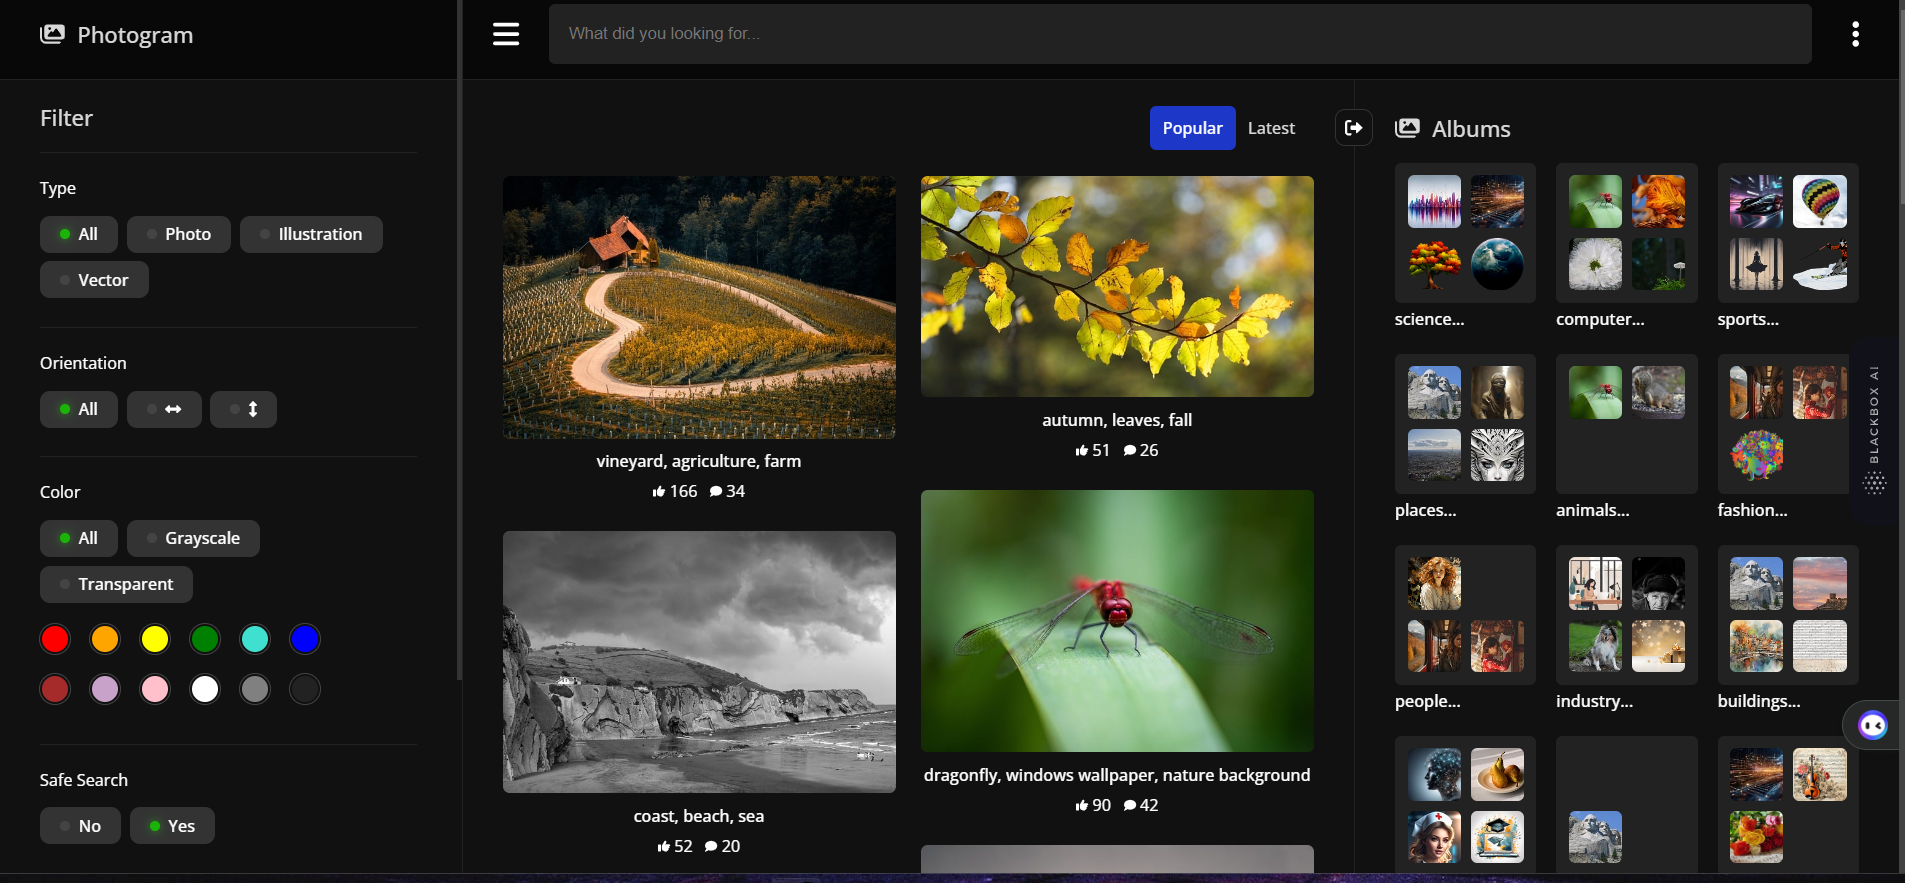 Photogram
What did you looking for...
Filter
Type
All
Photo
Illustration
Vector
Orientation
All
Color
All
Grayscale
Transparent
Safe Search
No
Yes
Popular
Latest
vineyard, agriculture, farm
166
34
autumn, leaves, fall
51
26
coast, beach, sea
52
20
dragonfly, windows wallpaper, nature background
90
42
Albums
science...
computer...
sports...
places...
animals...
fashion...
people...
industry...
buildings...
BLACKBOX AI